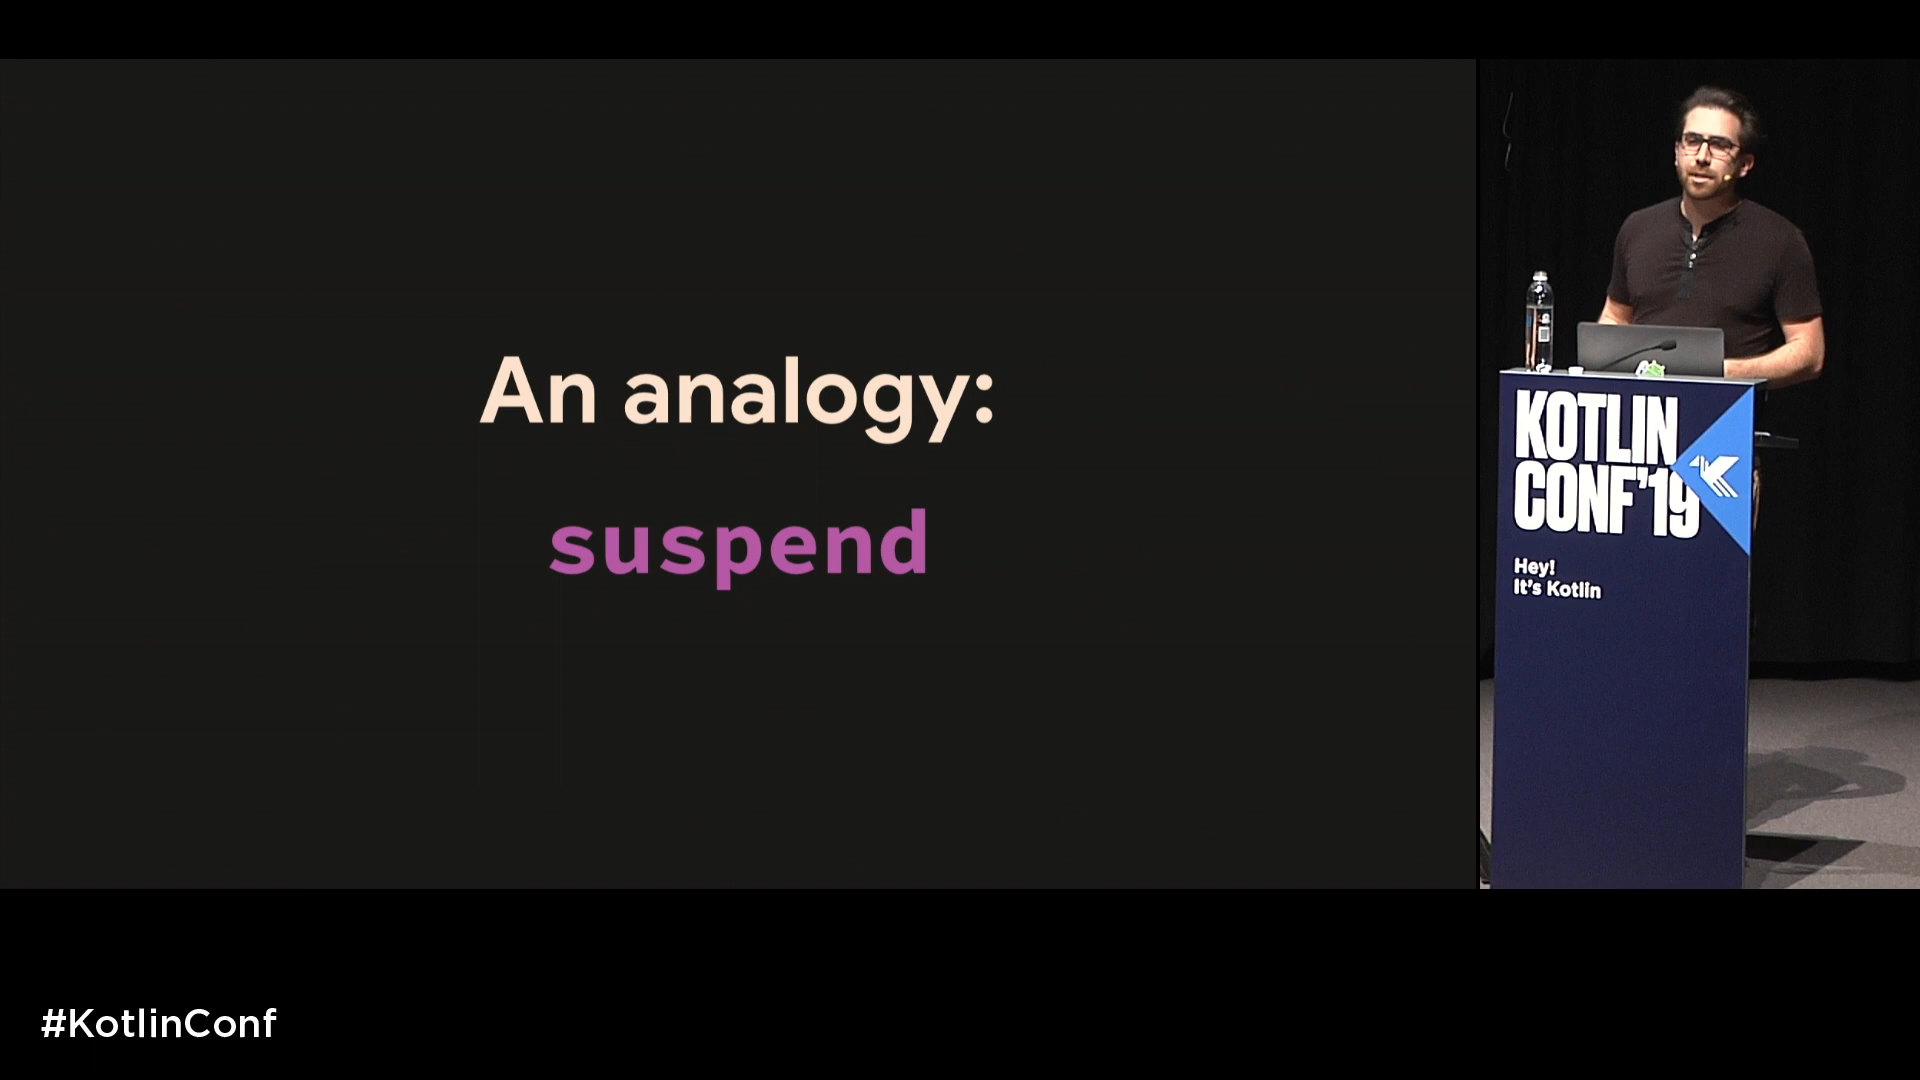 An analogy:
suspend
KOTLIN
CONF'19
Hey!
It's Kotlin
#KotlinConf